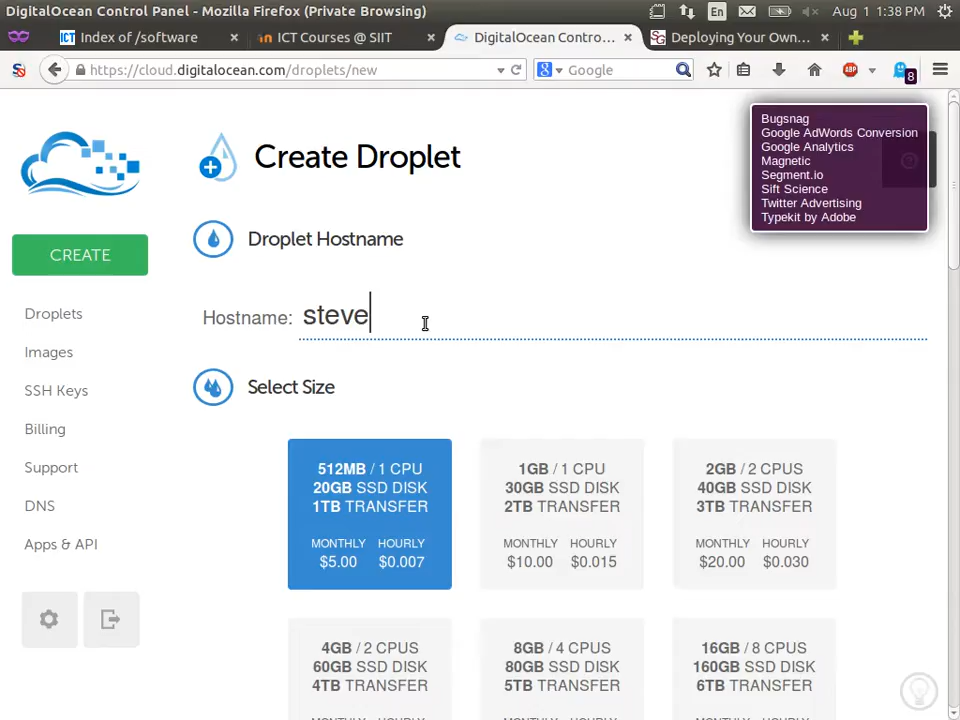 DigitalOcean Control Panel - Mozilla Firefox (Private Browsing)
En
Aug 1 1:38 PM
ICT
Index of /software
ICT Courses @ SIIT
DigitalOcean Contro...
SG
Deploying Your Own...
https://cloud.digitalocean.com/droplets/new
8
Google
ABP
8
Bugsnag
Google AdWords Conversion
Google Analytics
Magnetic
Segment.io
Sift Science
Twitter Advertising
Typekit by Adobe
Create Droplet
Droplet Hostname
CREATE
Hostname: steve
Droplets
Images
SSH Keys
Billing
Support
DNS
Apps & API
Select Size
512MB / 1 CPU
20GB SSD DISK
1TB TRANSFER
MONTHLY HOURLY
$5.00 $0.007
1GB / 1 CPU
30GB SSD DISK
2TB TRANSFER
MONTHLY HOURLY
$10.00 $0.015
2GB / 2 CPUS
40GB SSD DISK
3TB TRANSFER
MONTHLY HOURLY
$20.00 $0.030
4GB / 2 CPUS
60GB SSD DISK
4TB TRANSFER
8GB / 4 CPUS
80GB SSD DISK
5TB TRANSFER
16GB / 8 CPUS
160GB SSD DISK
6TB TRANSFER